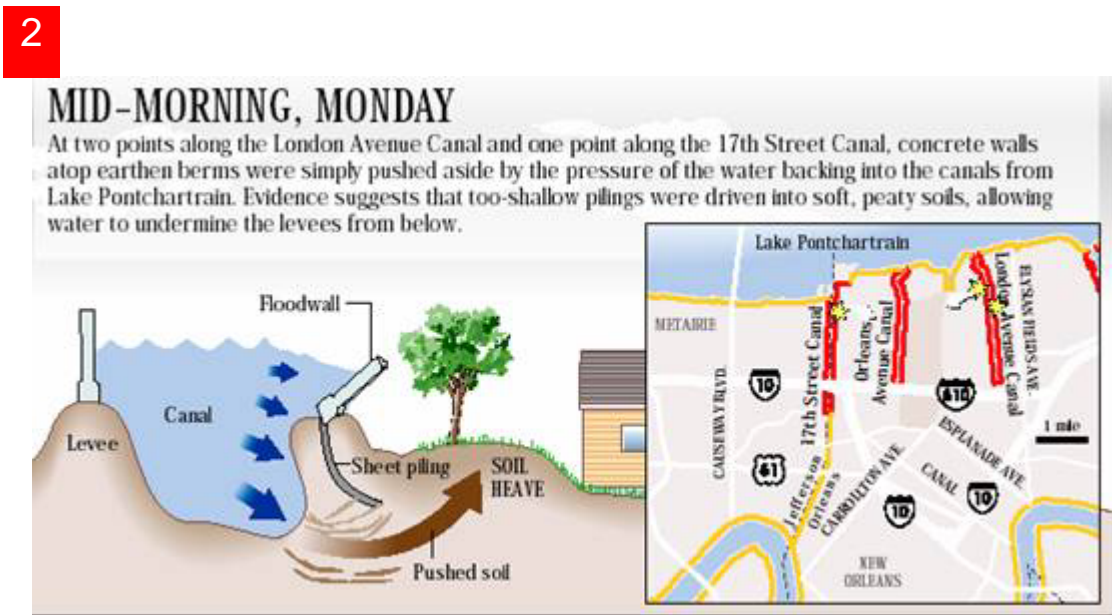 2
MID-MORNING, MONDAY
At two points along the London Avenue Canal and one point along the 17th Street Canal, concrete walls
atop earthen berms were simply pushed aside by the pressure of the water backing into the canals from
Lake Pontchartrain. Evidence suggests that too-shallow pilings were driven into soft, peaty soils, allowing
water to undermine the levees from below.
Floodwall
Canal
Levee
Sheet piling
SOIL
HEAVE
Pushed soil
Lake Pontchartrain
METAIRIE
CAUSEWAY BLVD.
17th Street Canal
Orleans
Avenue Canal
London Avenue Canal
ELYSIAN FIELDS AVE.
10
610
61
1 mile
ESPLANADE AVE.
CANAL
10
10
Jefferson
Orleans
CARROLLTON AVE.
NEW
ORLEANS